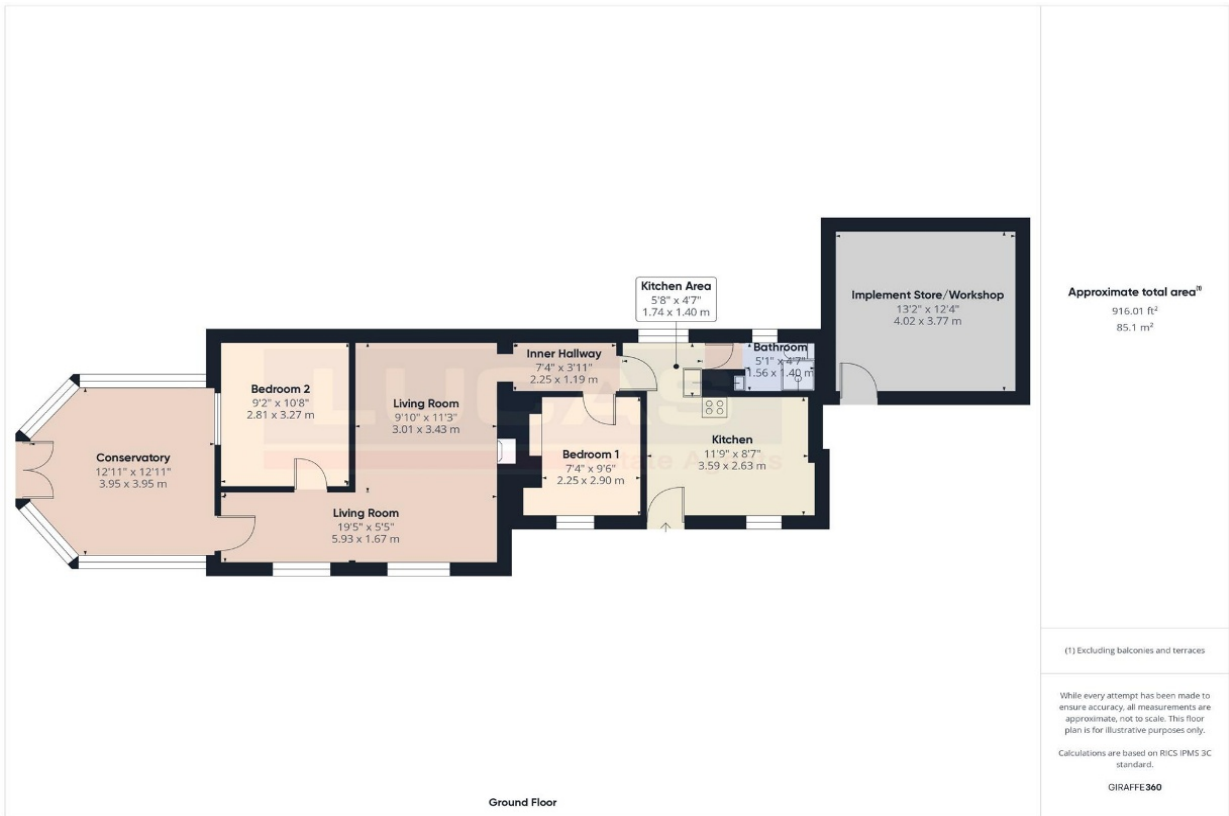 Kitchen Area
5'8" x 4'7"
1.74 x 1.40 m
Implement Store/Workshop
13'2" x 12'4"
4.02 x 3.77 m
Bathroom
5'1" x 4'7"
1.56 x 1.40 m
Inner Hallway
7'4" x 3'11"
2.25 x 1.19 m
Bedroom 2
9'2" x 10'8"
2.81 x 3.27 m
Living Room
9'10" x 11'3"
3.01 x 3.43 m
LUCAS
Estate Agents
Conservatory
12'11" x 12'11"
3.95 x 3.95 m
Bedroom 1
7'4" x 9'6"
2.25 x 2.90 m
Kitchen
11'9" x 8'7"
3.59 x 2.63 m
Living Room
19'5" x 5'5"
5.93 x 1.67 m
Ground Floor
Approximate total area⁽¹⁾
916.01 ft²
85.1 m²
(1) Excluding balconies and terraces
While every attempt has been made to
ensure accuracy, all measurements are
approximate, not to scale. This floor
plan is for illustrative purposes only.
Calculations are based on RICS IPMS 3C
standard.
GIRAFFE360